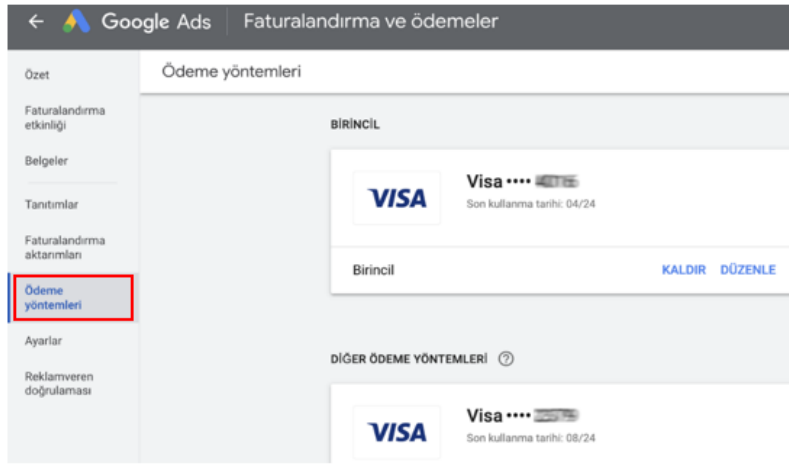 ← Google Ads Faturalandırma ve ödemeler
Özet
Faturalandırma
etkinliği
Belgeler
Tanıtımlar
Faturalandırma
aktarımları
Ödeme
yöntemleri
Ayarlar
Reklamveren
doğrulaması
Ödeme yöntemleri
BİRİNCİL
VISA
Visa ••••
Son kullanma tarihi: 04/24
Birincil
KALDIR DÜZENLE
DİĞER ÖDEME YÖNTEMLERİ ?
VISA
Visa ••••
Son kullanma tarihi: 08/24